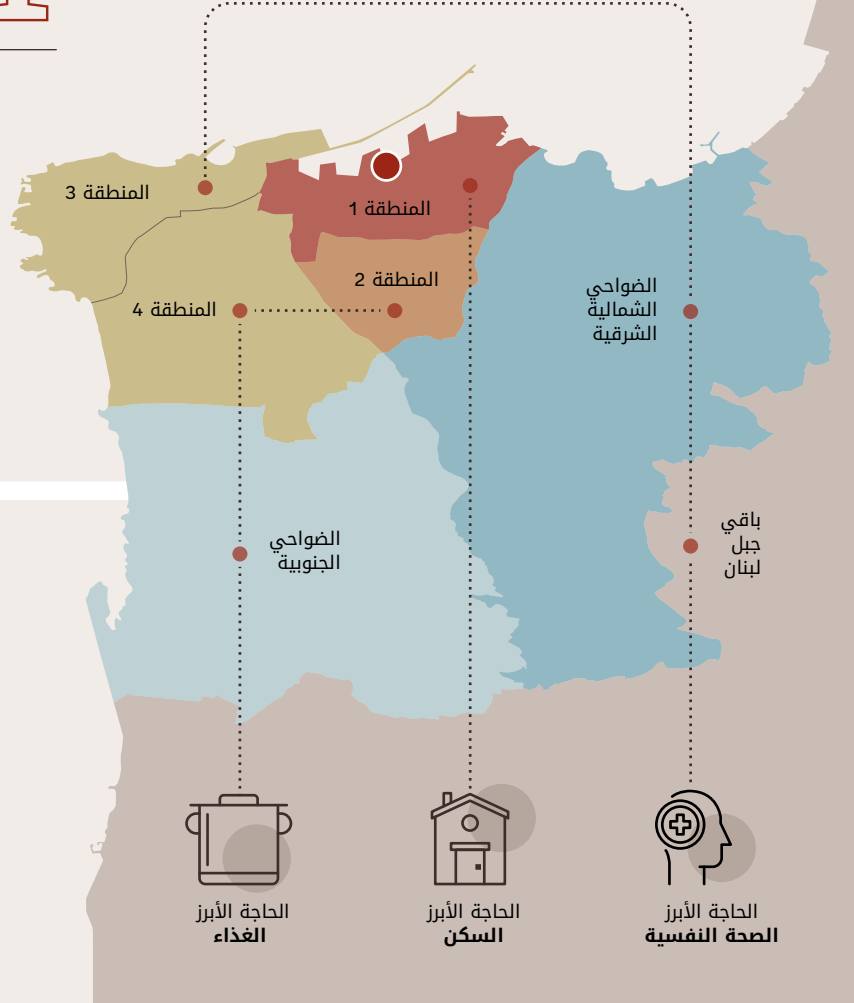 المنطقة 3
المنطقة 1
المنطقة 2
المنطقة 4
الضواحي
الشمالية
الشرقية
باقي
جبل
لبنان
الضواحي
الجنوبية
الحاجة الأبرز
الصحة النفسية
الحاجة الأبرز
السكن
الحاجة الأبرز
الغذاء